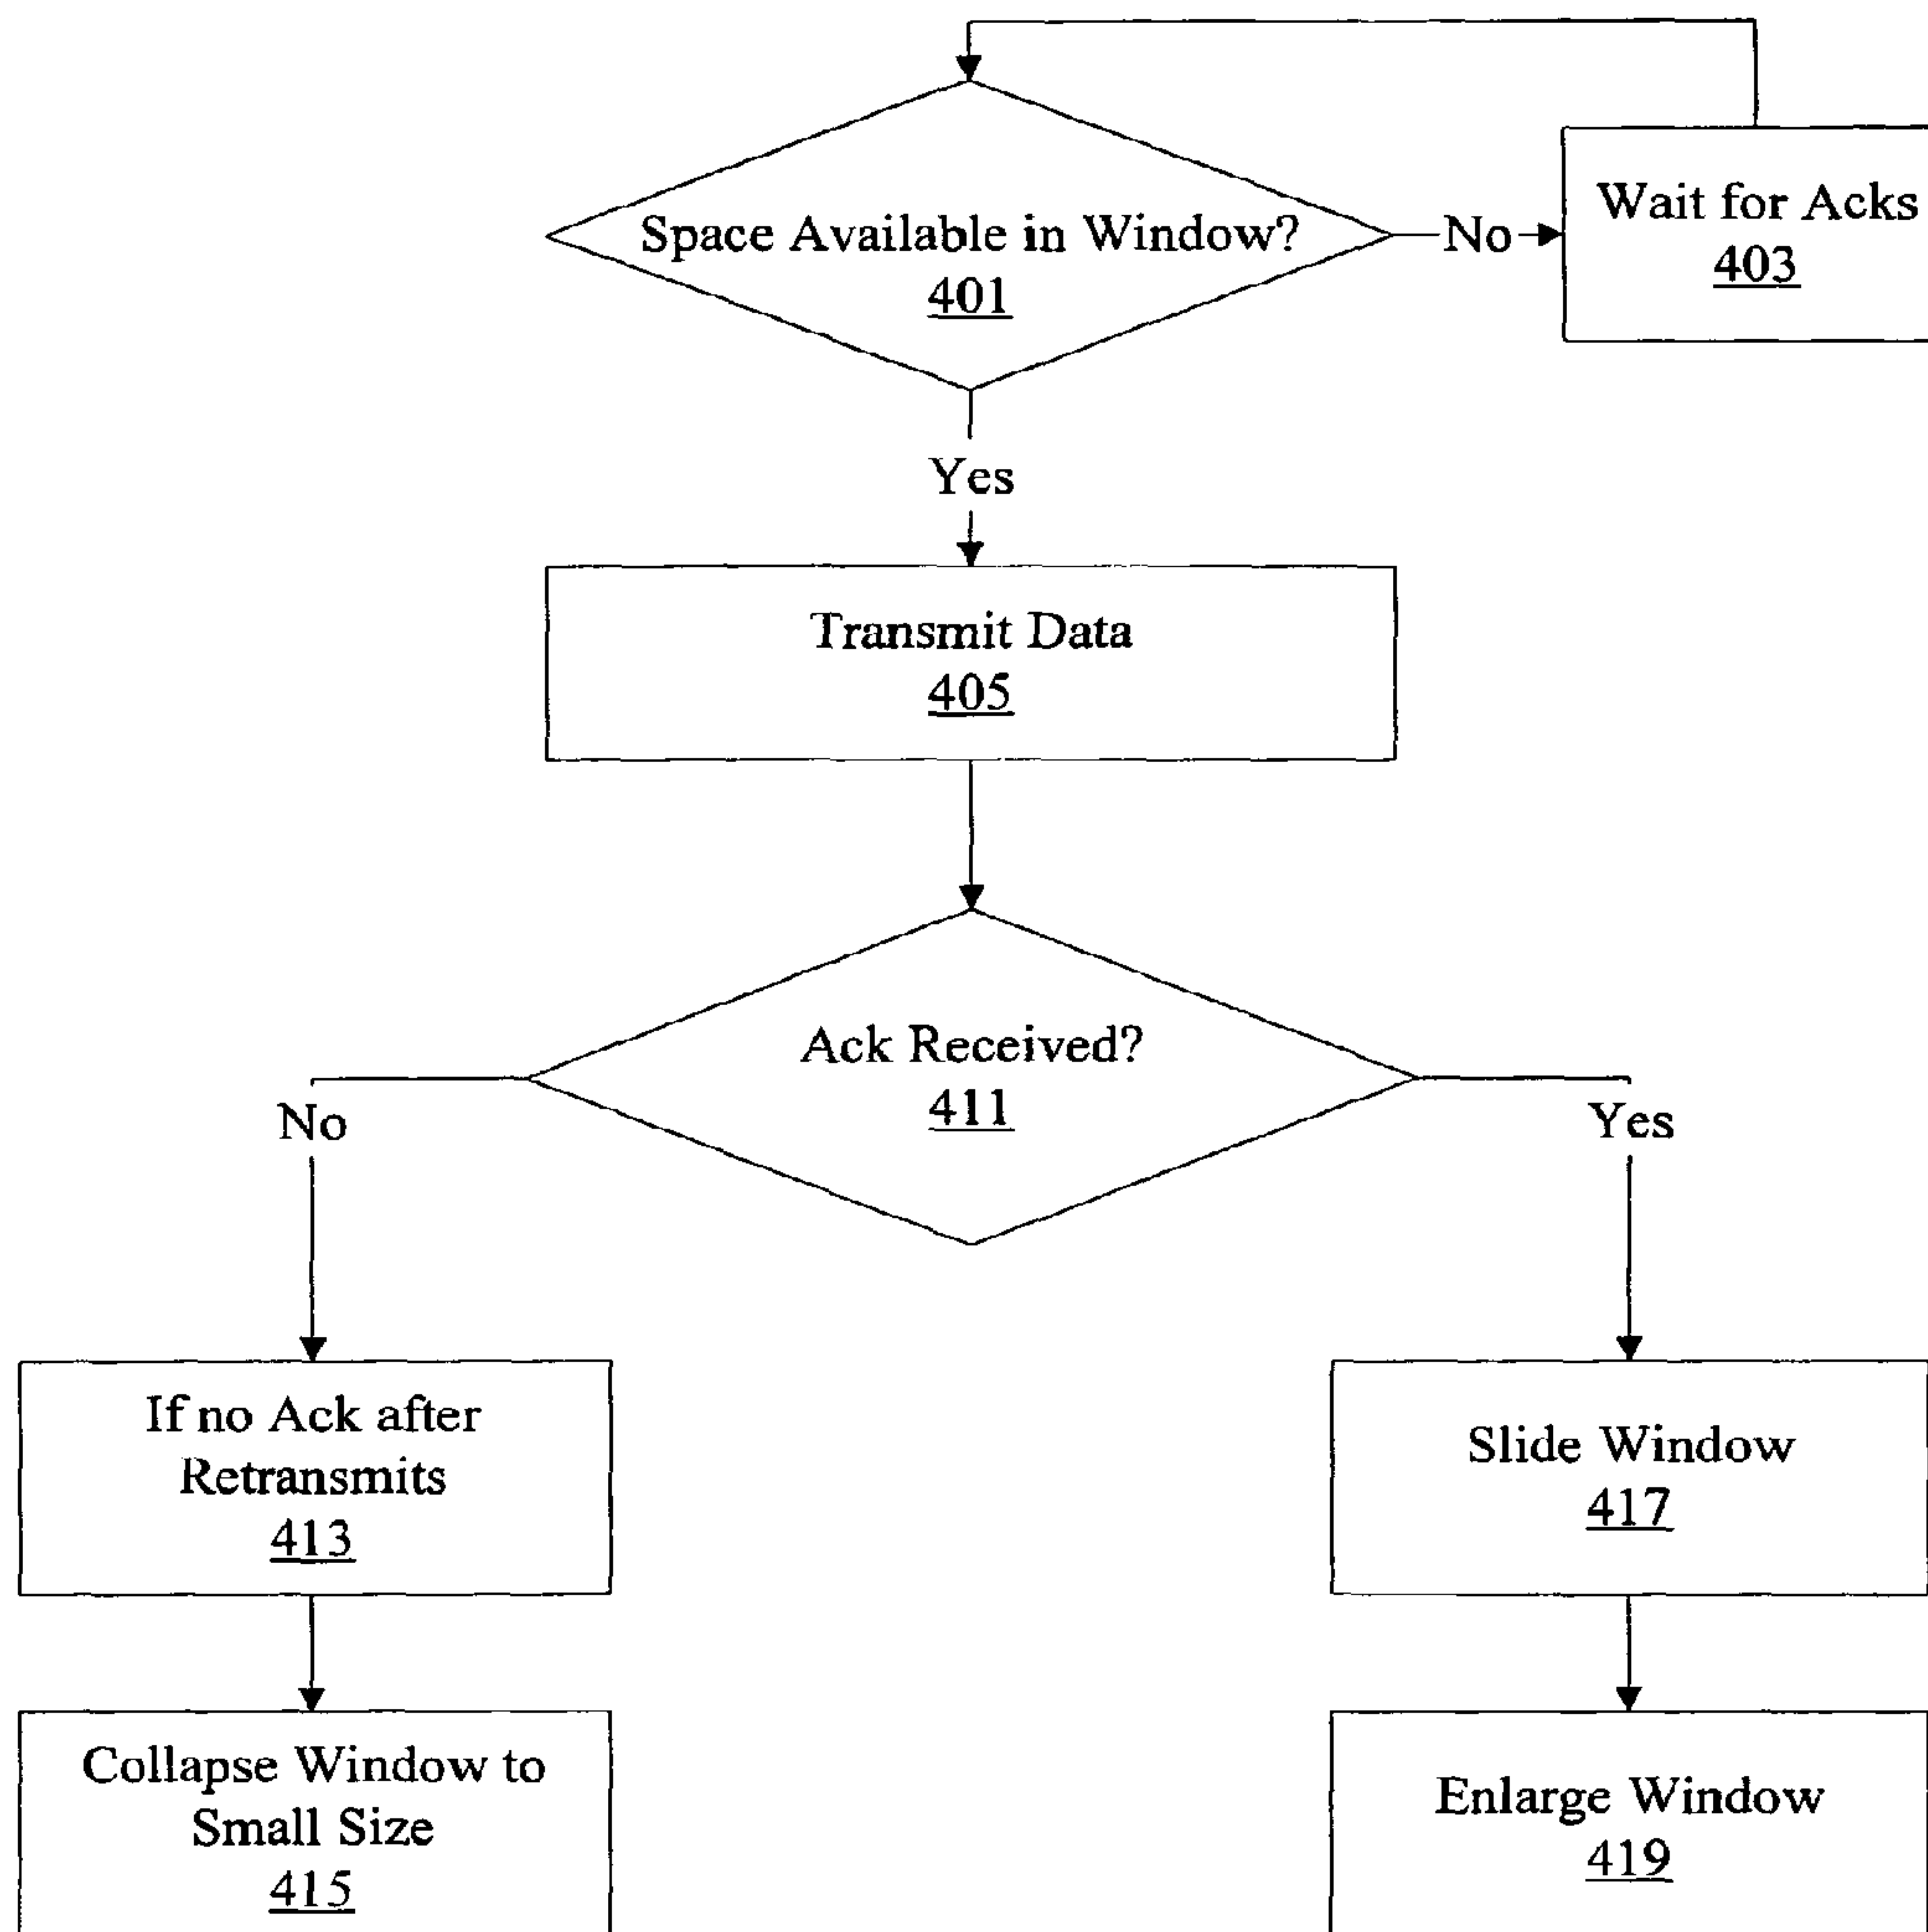 Space Available in Window?
401
No
Wait for Acks
403
Yes
Transmit Data
405
Ack Received?
411
No
Yes
If no Ack after
Retransmits
413
Slide Window
417
Collapse Window to
Small Size
415
Enlarge Window
419